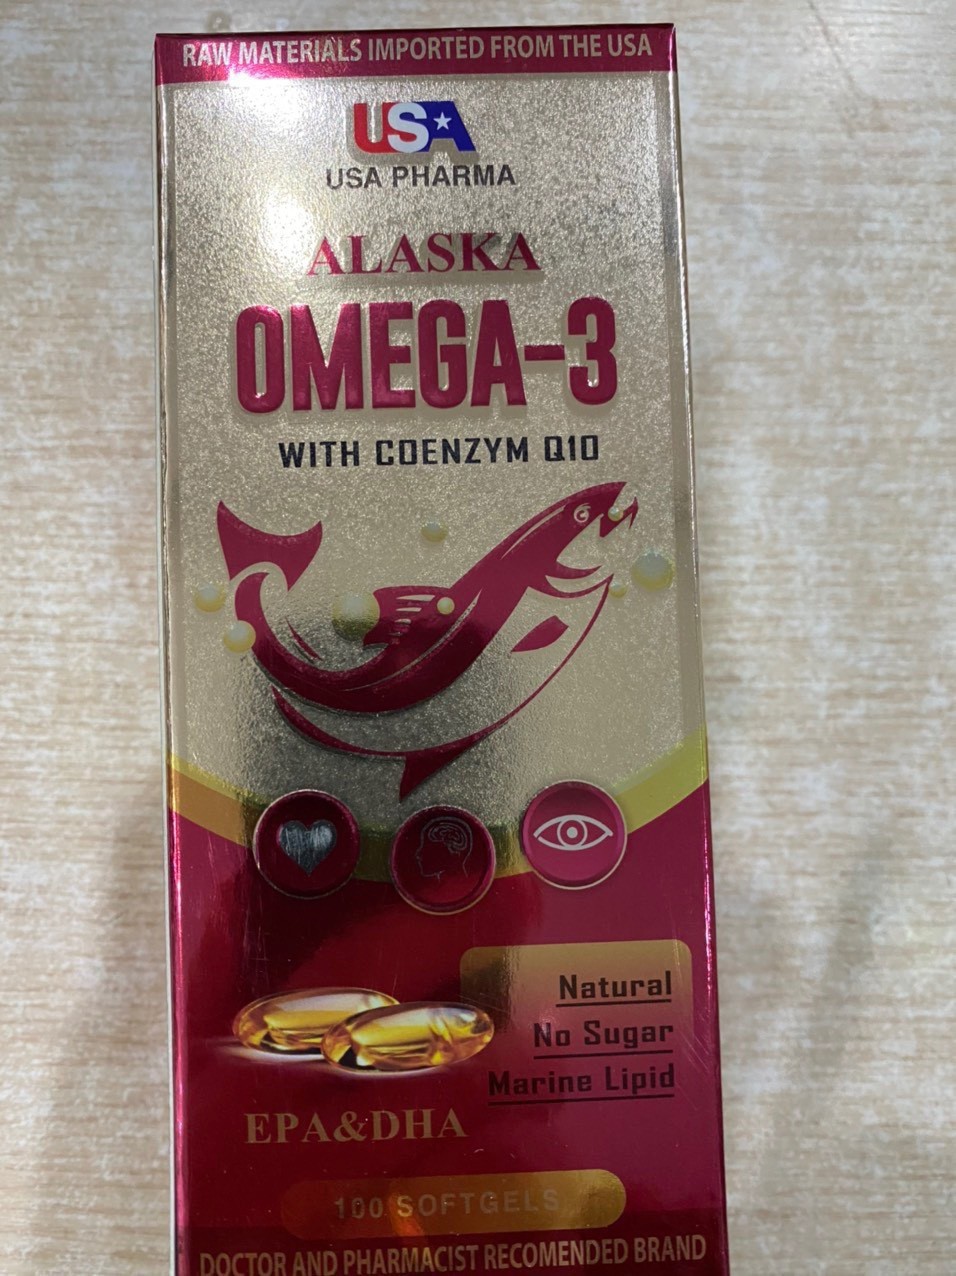 RAW MATERIALS IMPORTED FROM THE USA
USA
USA PHARMA
ALASKA
OMEGA-3
WITH COENZYM Q10
Natural
No Sugar
Marine Lipid
EPA&DHA
100 SOFTGELS
DOCTOR AND PHARMACIST RECOMENDED BRAND